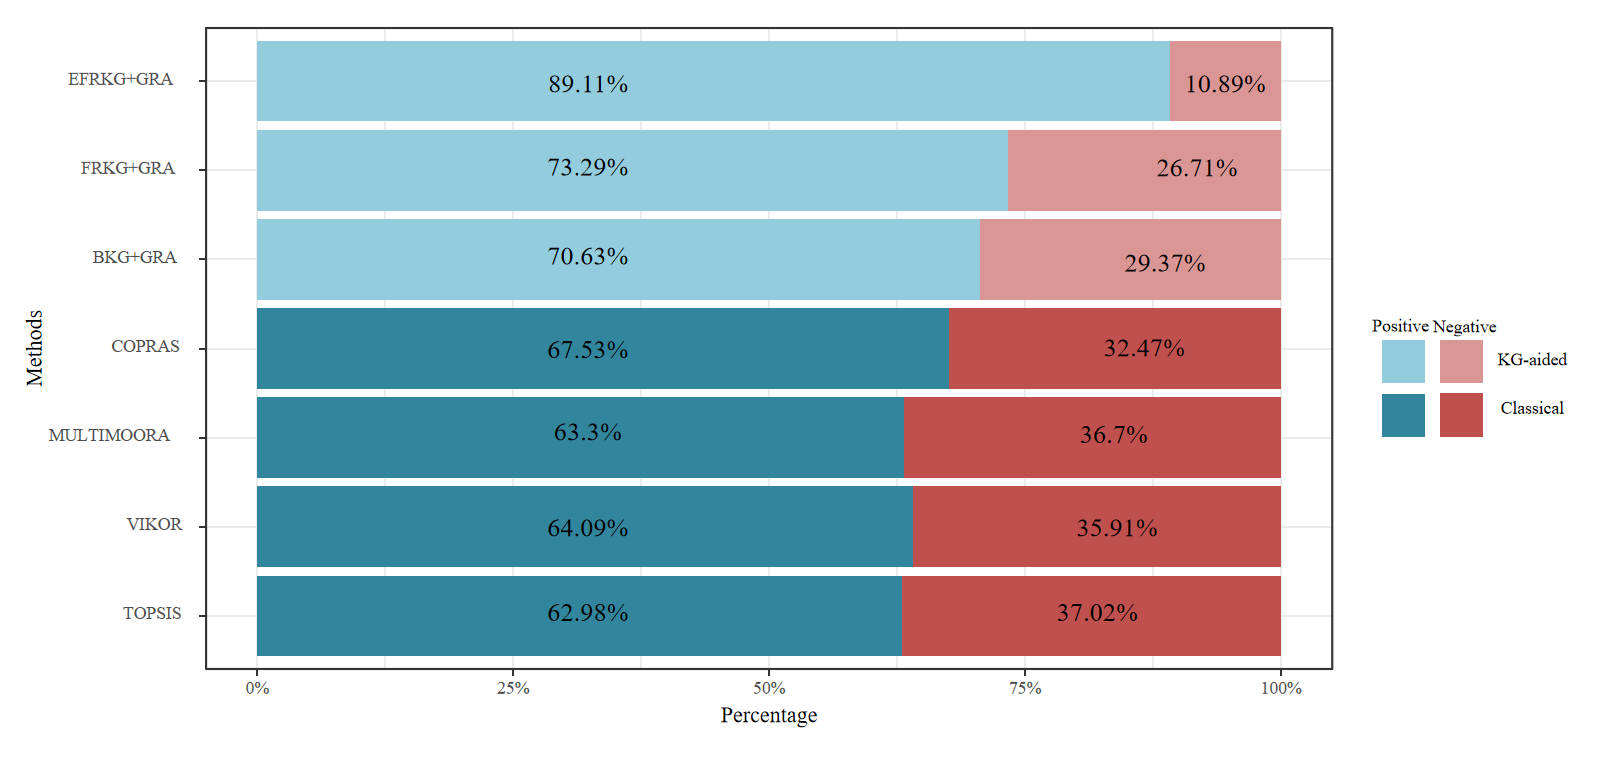 EFRKG+GRA 89.11% 10.89%
FRKG+GRA 73.29% 26.71%
BKG+GRA 70.63% 29.37%
COPRAS 67.53% 32.47%
MULTIMOORA 63.3% 36.7%
VIKOR 64.09% 35.91%
TOPSIS 62.98% 37.02%
Methods
0% 25% 50% 75% 100%
Percentage
Positive Negative
KG-aided
Classical